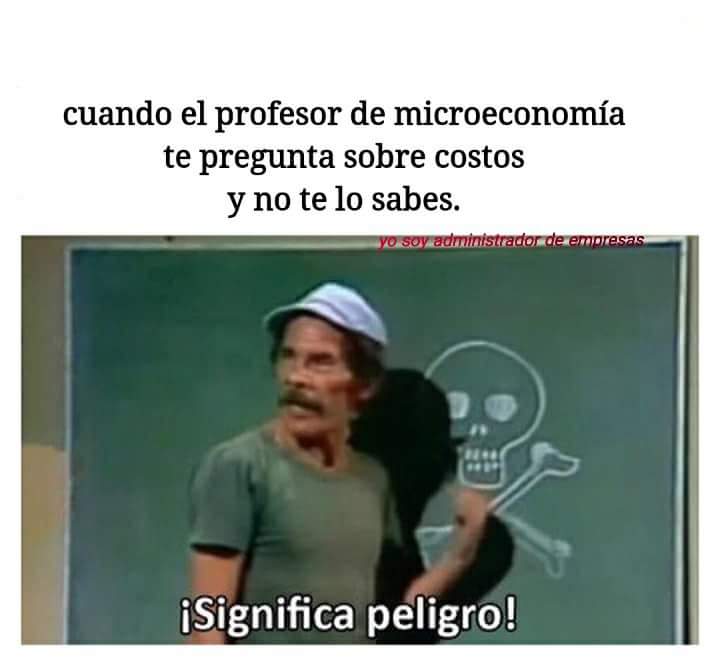 cuando el profesor de microeconomía
te pregunta sobre costos
y no te lo sabes.
yo soy administrador de empresas
¡Significa peligro!